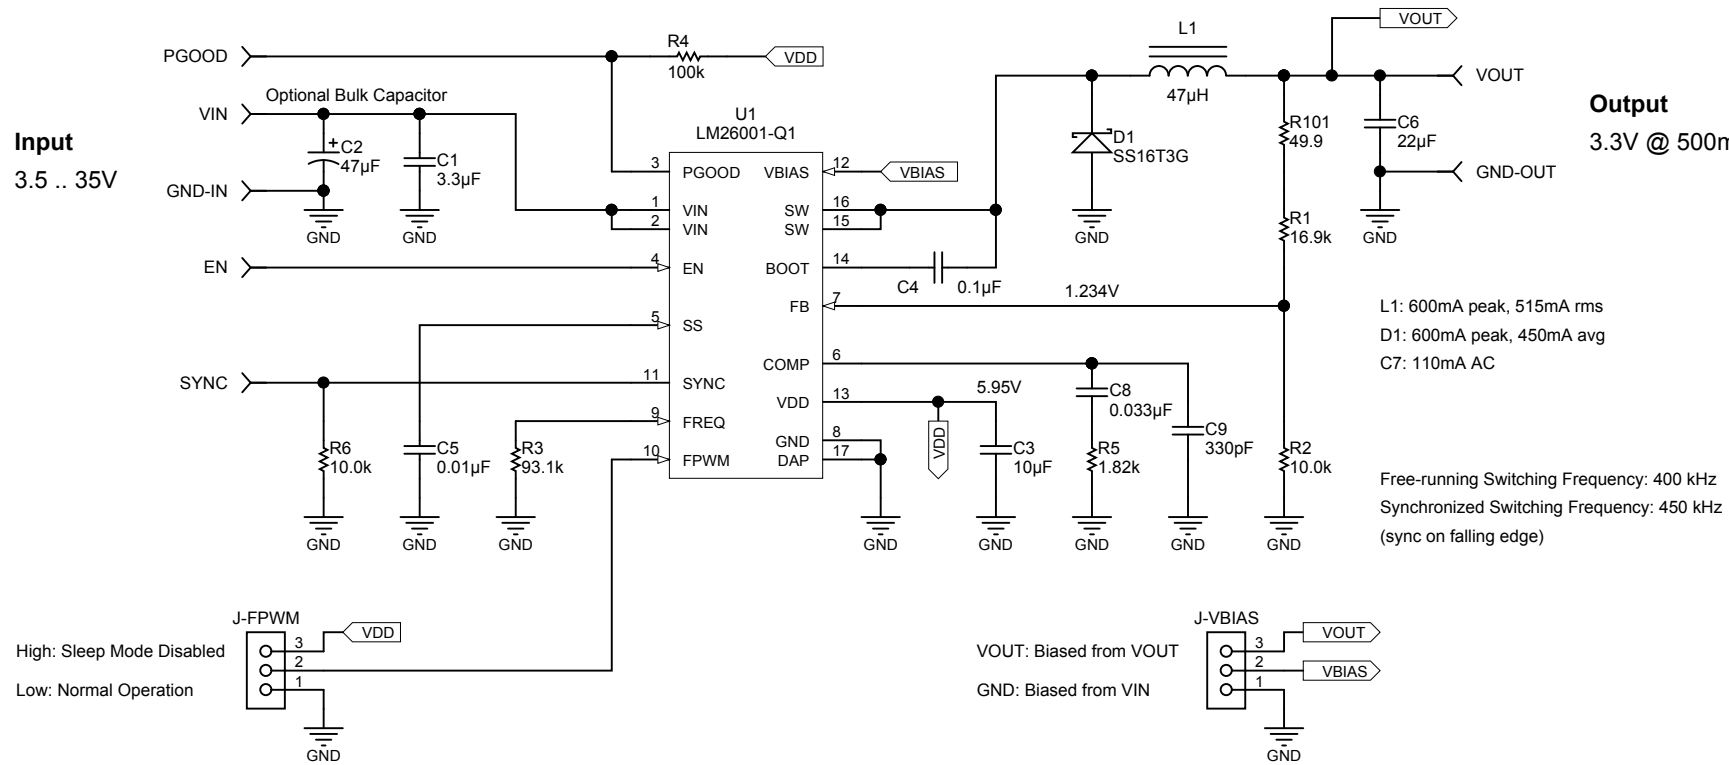 PGOOD
R4
100k
VDD
Optional Bulk Capacitor
VIN
Input
3.5 .. 35V
C2
47µF
C1
3.3µF
GND-IN
GND
GND
EN
SYNC
R6
10.0k
GND
C5
0.01µF
GND
R3
93.1k
GND
U1
LM26001-Q1
3
PGOOD
1
VIN
2
VIN
4
EN
5
SS
11
SYNC
9
FREQ
10
FPWM
VBIAS
12
VBIAS
SW
16
SW
15
BOOT
14
C4
0.1µF
FB
7
1.234V
COMP
6
VDD
13
5.95V
GND
8
DAP
17
GND
VDD
C3
10µF
GND
C8
0.033µF
R5
1.82k
GND
C9
330pF
GND
L1
47µH
D1
SS16T3G
GND
VOUT
VOUT
R101
49.9
R1
16.9k
R2
10.0k
GND
C6
22µF
GND-OUT
GND
Output
3.3V @ 500m
L1: 600mA peak, 515mA rms
D1: 600mA peak, 450mA avg
C7: 110mA AC
Free-running Switching Frequency: 400 kHz
Synchronized Switching Frequency: 450 kHz
(sync on falling edge)
J-FPWM
High: Sleep Mode Disabled
Low: Normal Operation
3
VDD
2
1
GND
J-VBIAS
VOUT: Biased from VOUT
GND: Biased from VIN
3
VOUT
2
VBIAS
1
GND